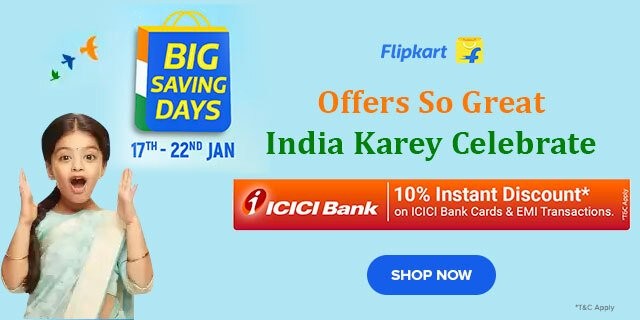 BIG
SAVING
DAYS
17TH - 22ND JAN
Flipkart
Offers So Great
India Karey Celebrate
ICICI Bank
10% Instant Discount*
on ICICI Bank Cards & EMI Transactions.
*T&C Apply
SHOP NOW
*T&C Apply